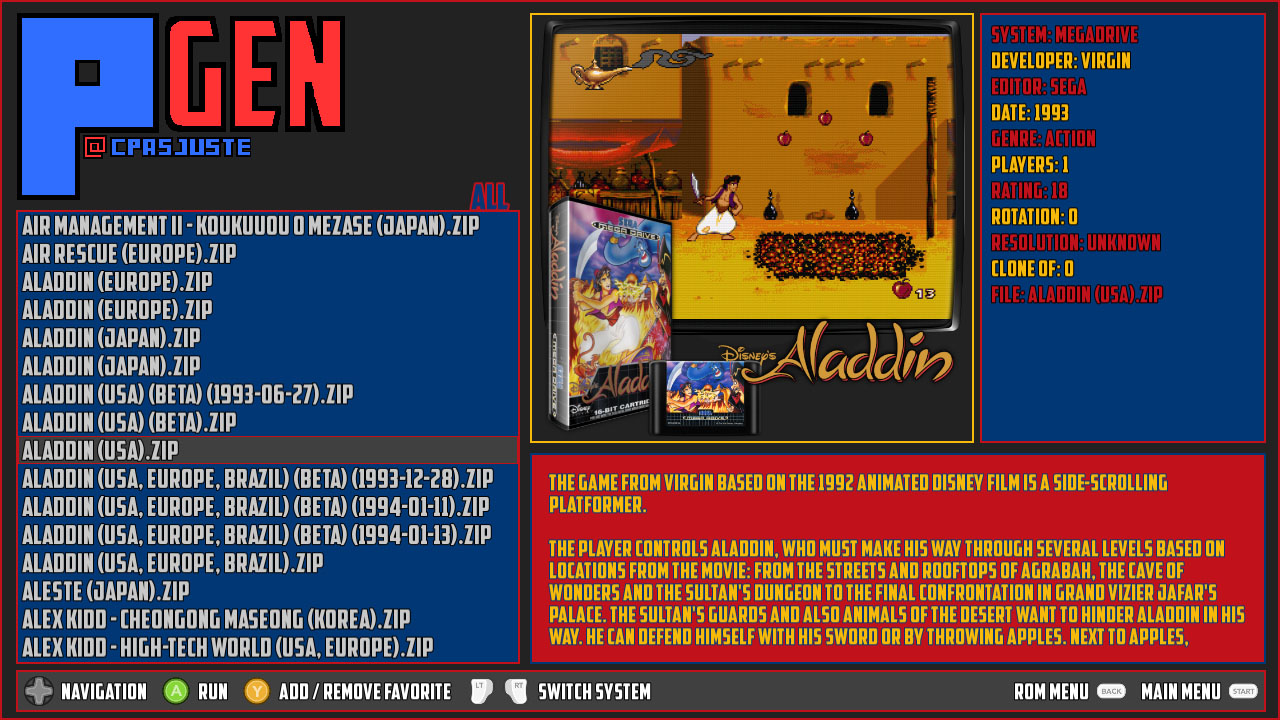 P GEN
@ CPASJUSTE
ALL
AIR MANAGEMENT II - KOUKUUOU O MEZASE (JAPAN).ZIP
AIR RESCUE (EUROPE).ZIP
ALADDIN (EUROPE).ZIP
ALADDIN (EUROPE).ZIP
ALADDIN (JAPAN).ZIP
ALADDIN (JAPAN).ZIP
ALADDIN (USA) (BETA) (1993-06-27).ZIP
ALADDIN (USA) (BETA).ZIP
ALADDIN (USA).ZIP
ALADDIN (USA, EUROPE, BRAZIL) (BETA) (1993-12-28).ZIP
ALADDIN (USA, EUROPE, BRAZIL) (BETA) (1994-01-11).ZIP
ALADDIN (USA, EUROPE, BRAZIL) (BETA) (1994-01-13).ZIP
ALADDIN (USA, EUROPE, BRAZIL).ZIP
ALESTE (JAPAN).ZIP
ALEX KIDD - CHEONGONG MASEONG (KOREA).ZIP
ALEX KIDD - HIGH-TECH WORLD (USA, EUROPE).ZIP
13
SEGA
MEGA DRIVE
Aladdin
Disney
16-BIT CARTRI
MEGA DRIVE
DISNEY'S Aladdin
SYSTEM: MEGADRIVE
DEVELOPER: VIRGIN
EDITOR: SEGA
DATE: 1993
GENRE: ACTION
PLAYERS: 1
RATING: 18
ROTATION: 0
RESOLUTION: UNKNOWN
CLONE OF: 0
FILE: ALADDIN (USA).ZIP
THE GAME FROM VIRGIN BASED ON THE 1992 ANIMATED DISNEY FILM IS A SIDE-SCROLLING
PLATFORMER.
THE PLAYER CONTROLS ALADDIN, WHO MUST MAKE HIS WAY THROUGH SEVERAL LEVELS BASED ON
LOCATIONS FROM THE MOVIE: FROM THE STREETS AND ROOFTOPS OF AGRABAH, THE CAVE OF
WONDERS AND THE SULTAN'S DUNGEON TO THE FINAL CONFRONTATION IN GRAND VIZIER JAFAR'S
PALACE. THE SULTAN'S GUARDS AND ALSO ANIMALS OF THE DESERT WANT TO HINDER ALADDIN IN HIS
WAY. HE CAN DEFEND HIMSELF WITH HIS SWORD OR BY THROWING APPLES. NEXT TO APPLES,
NAVIGATION A RUN Y ADD / REMOVE FAVORITE LT RT SWITCH SYSTEM ROM MENU BACK MAIN MENU START